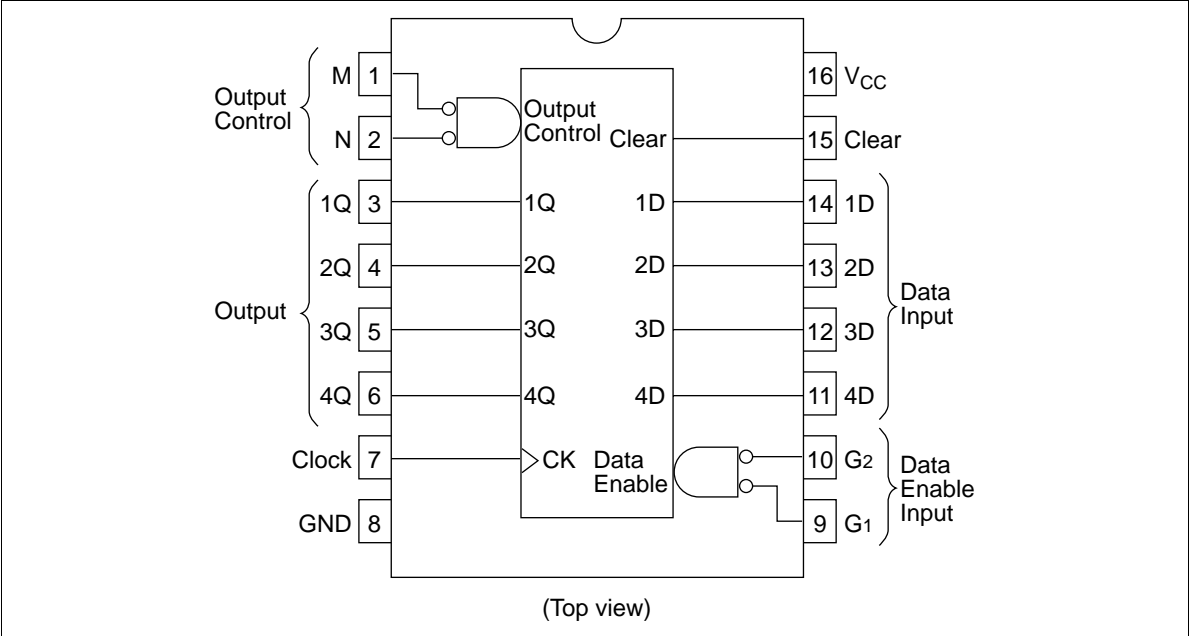 Output
Control
M 1
N 2
Output
1Q 3
2Q 4
3Q 5
4Q 6
Clock 7
GND 8
Output
Control
Clear
1Q 1D
2Q 2D
3Q 3D
4Q 4D
CK
Data
Enable
16 VCC
15 Clear
14 1D
13 2D
12 3D
11 4D
Data
Input
10 G2
9 G1
Data
Enable
Input
(Top view)